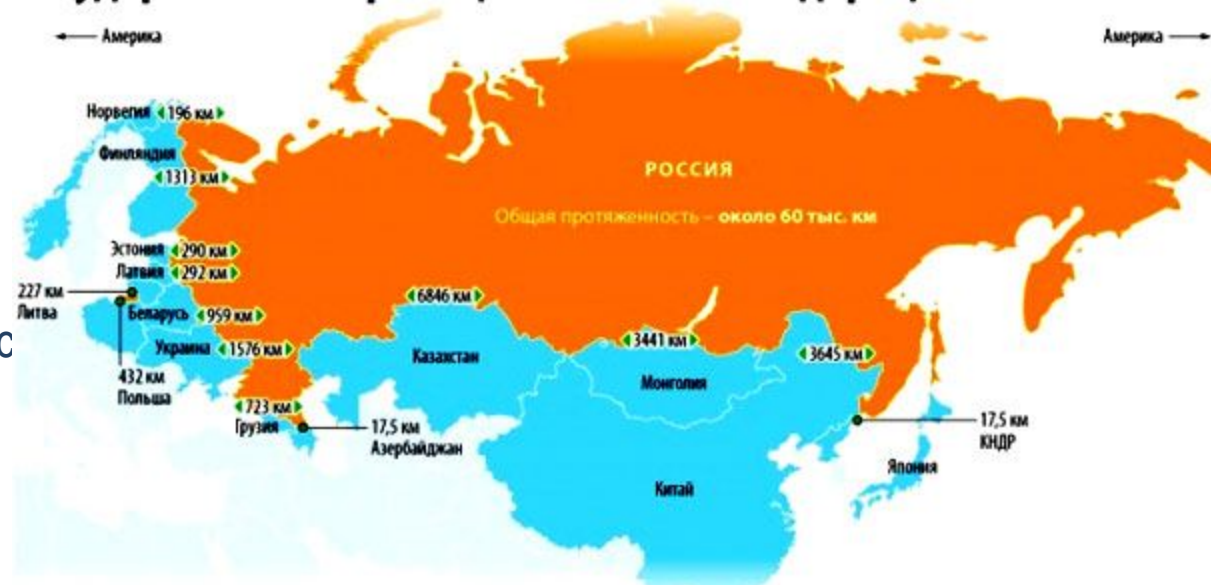 Америка
Америка
Норвегия 196 км
Финляндия
1313 км
РОССИЯ
Общая протяженность – около 60 тыс. км
Эстония 290 км
Латвия 292 км
227 км
Литва
Беларусь 959 км
6846 км
Украина 1576 км
Казахстан
3441 км
Монголия
3645 км
432 км
Польша
723 км
Грузия
17,5 км
Азербайджан
17,5 км
КНДР
Япония
Китай